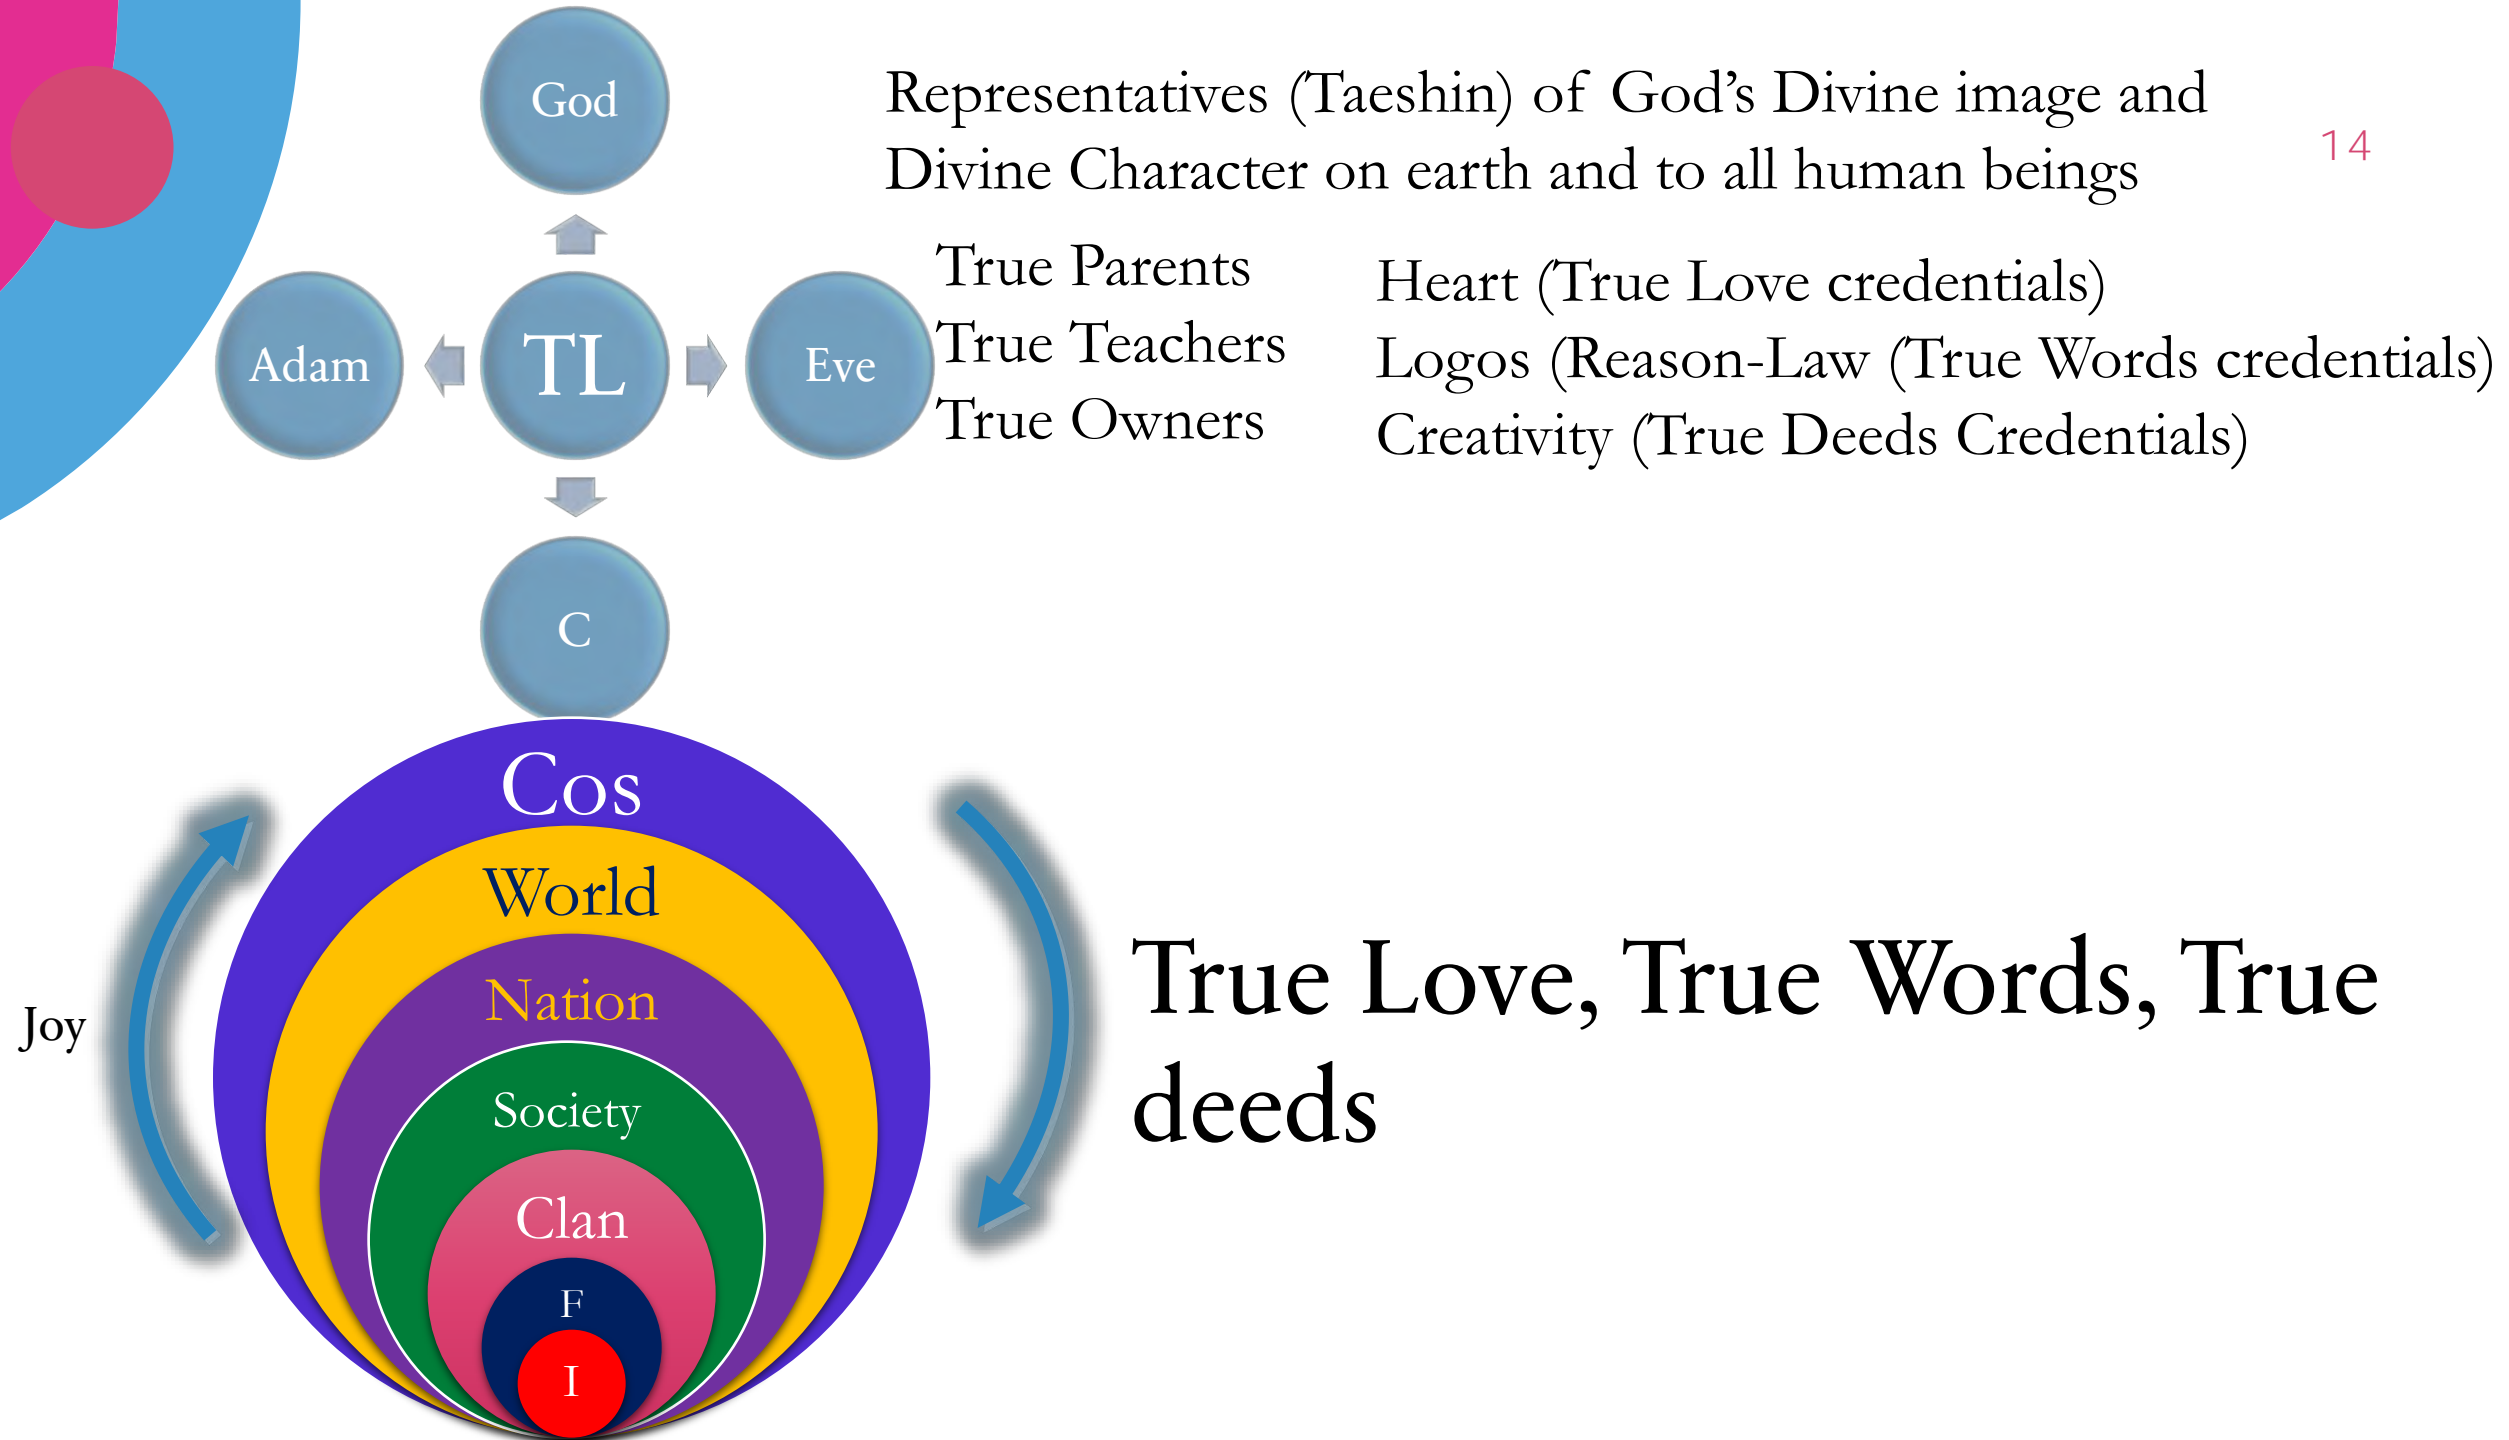 God
Representatives (Taeshin) of God's Divine image and
Divine Character on earth and to all human beings
14
True Parents
Heart (True Love credentials)
Adam
TL
Eve
True Teachers
Logos (Reason-Law (True Words credentials)
True Owners
Creativity (True Deeds Credentials)
C
Cos
World
Nation
Joy
True Love, True Words, True
deeds
Society
Clan
F
I